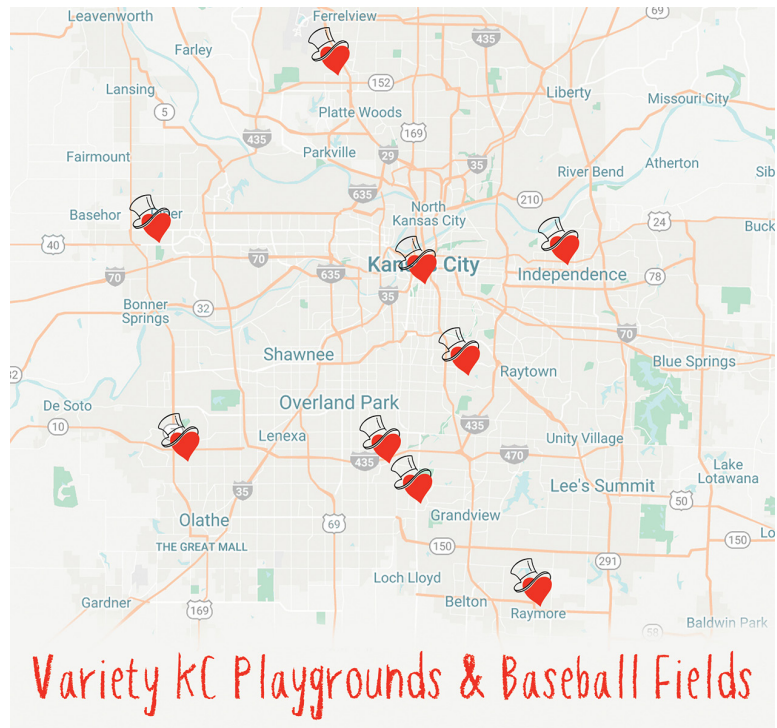 Leavenworth
Ferrelview
69
435
Farley
152
Lansing
Liberty
Missouri City
5
Platte Woods
169
435
Fairmount
Parkville
29
35
River Bend
Atherton
635
210
North
Kansas City
Basehor
24
40
70
Independence
70
635
78
35
Bonner
Springs
32
70
Shawnee
Raytown
Blue Springs
Overland Park
De Soto
10
Lenexa
435
Unity Village
435
470
Lake
Lotawana
35
Lee's Summit
50
Olathe
69
Grandview
THE GREAT MALL
150
150
291
Loch Lloyd
Gardner
169
Belton
Raymore
Baldwin Park
58
Variety KC Playgrounds & Baseball Fields